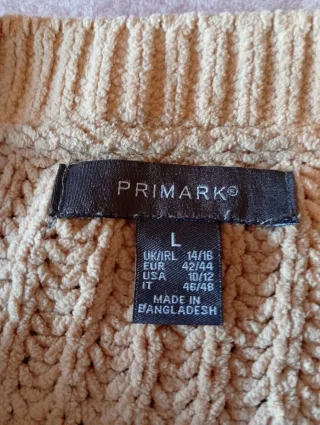 PRIMARK®
L
UK/IRL 14/16
EUR 42/44
USA 10/12
IT 46/48
MADE IN
BANGLADESH